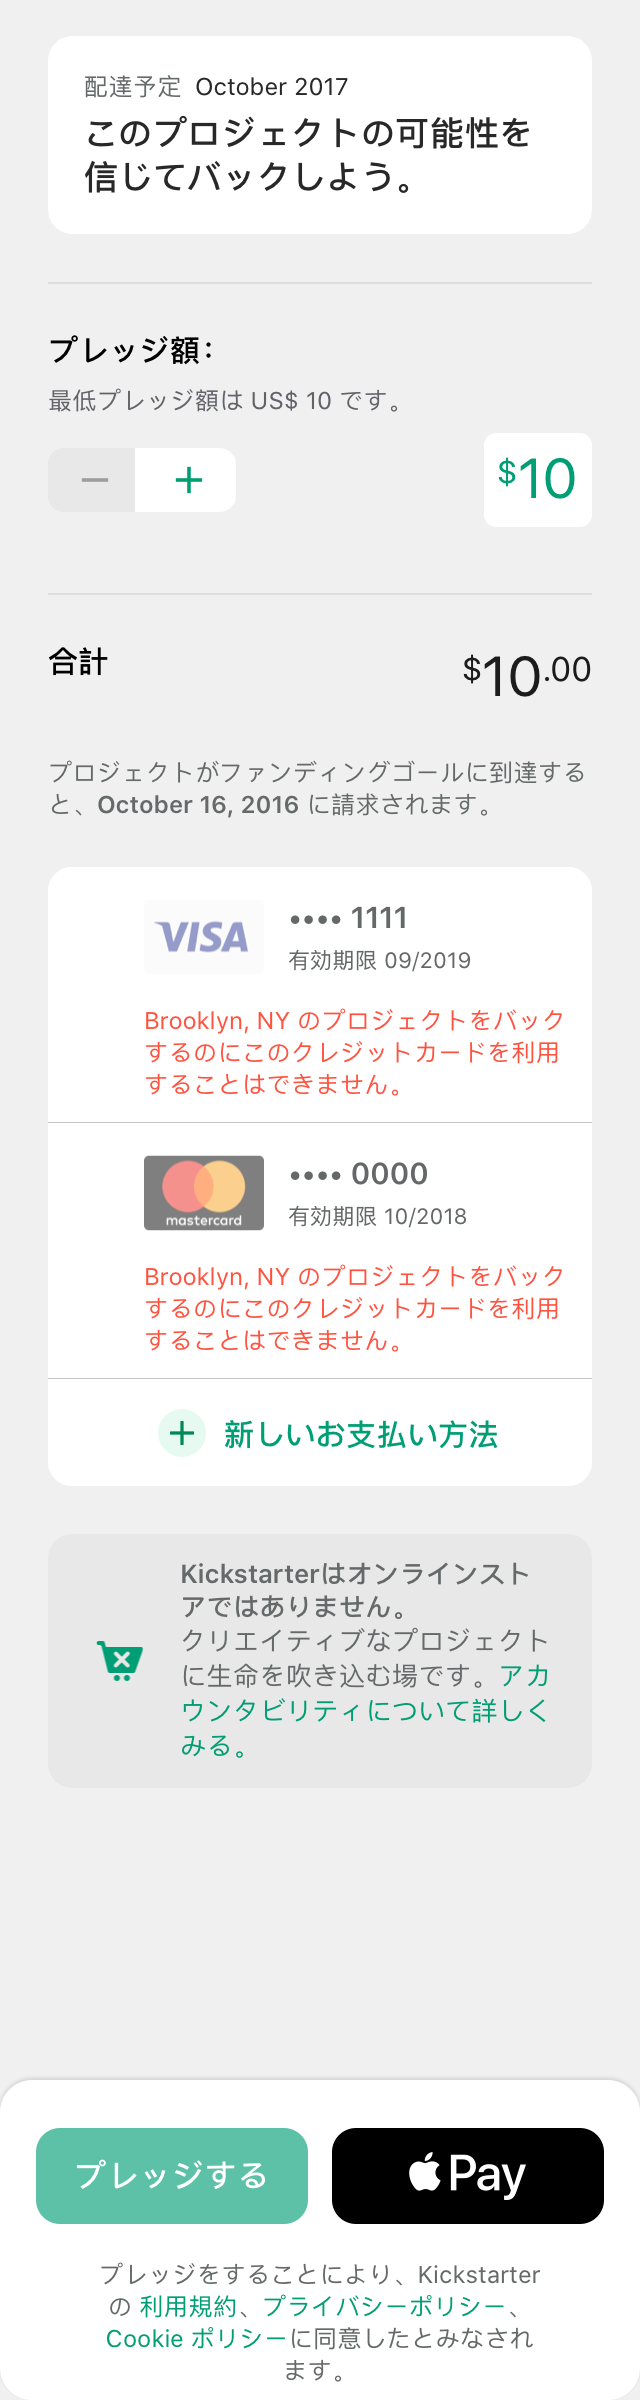 配達予定 October 2017
このプロジェクトの可能性を
信じてバックしよう。
プレッジ額：
最低プレッジ額は US$ 10 です。
− +
$10
合計
$10.00
プロジェクトがファンディングゴールに到達する
と、October 16, 2016 に請求されます。
VISA
•••• 1111
有効期限 09/2019
Brooklyn, NY のプロジェクトをバック
するのにこのクレジットカードを利用
することはできません。
mastercard
•••• 0000
有効期限 10/2018
Brooklyn, NY のプロジェクトをバック
するのにこのクレジットカードを利用
することはできません。
+ 新しいお支払い方法
Kickstarterはオンラインスト
アではありません。
クリエイティブなプロジェクト
に生命を吹き込む場です。アカ
ウンタビリティについて詳しく
みる。
プレッジする
Pay
プレッジをすることにより、Kickstarter
の 利用規約、プライバシーポリシー、
Cookie ポリシーに同意したとみなされ
ます。